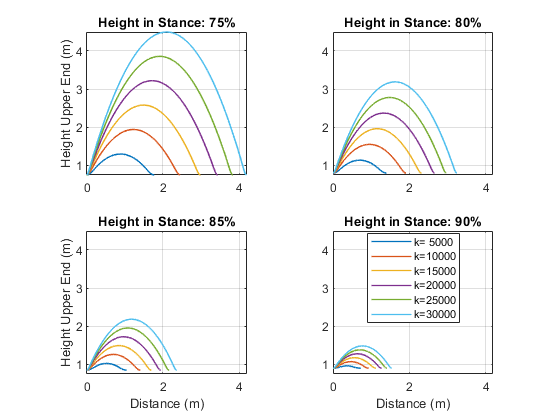 Height in Stance: 75%
Height Upper End (m)
4
3
2
1
0
2
4
Height in Stance: 80%
4
3
2
1
0
2
4
Height in Stance: 85%
Height Upper End (m)
4
3
2
1
0
2
4
Distance (m)
Height in Stance: 90%
4
3
2
1
k= 5000
k=10000
k=15000
k=20000
k=25000
k=30000
0
2
4
Distance (m)